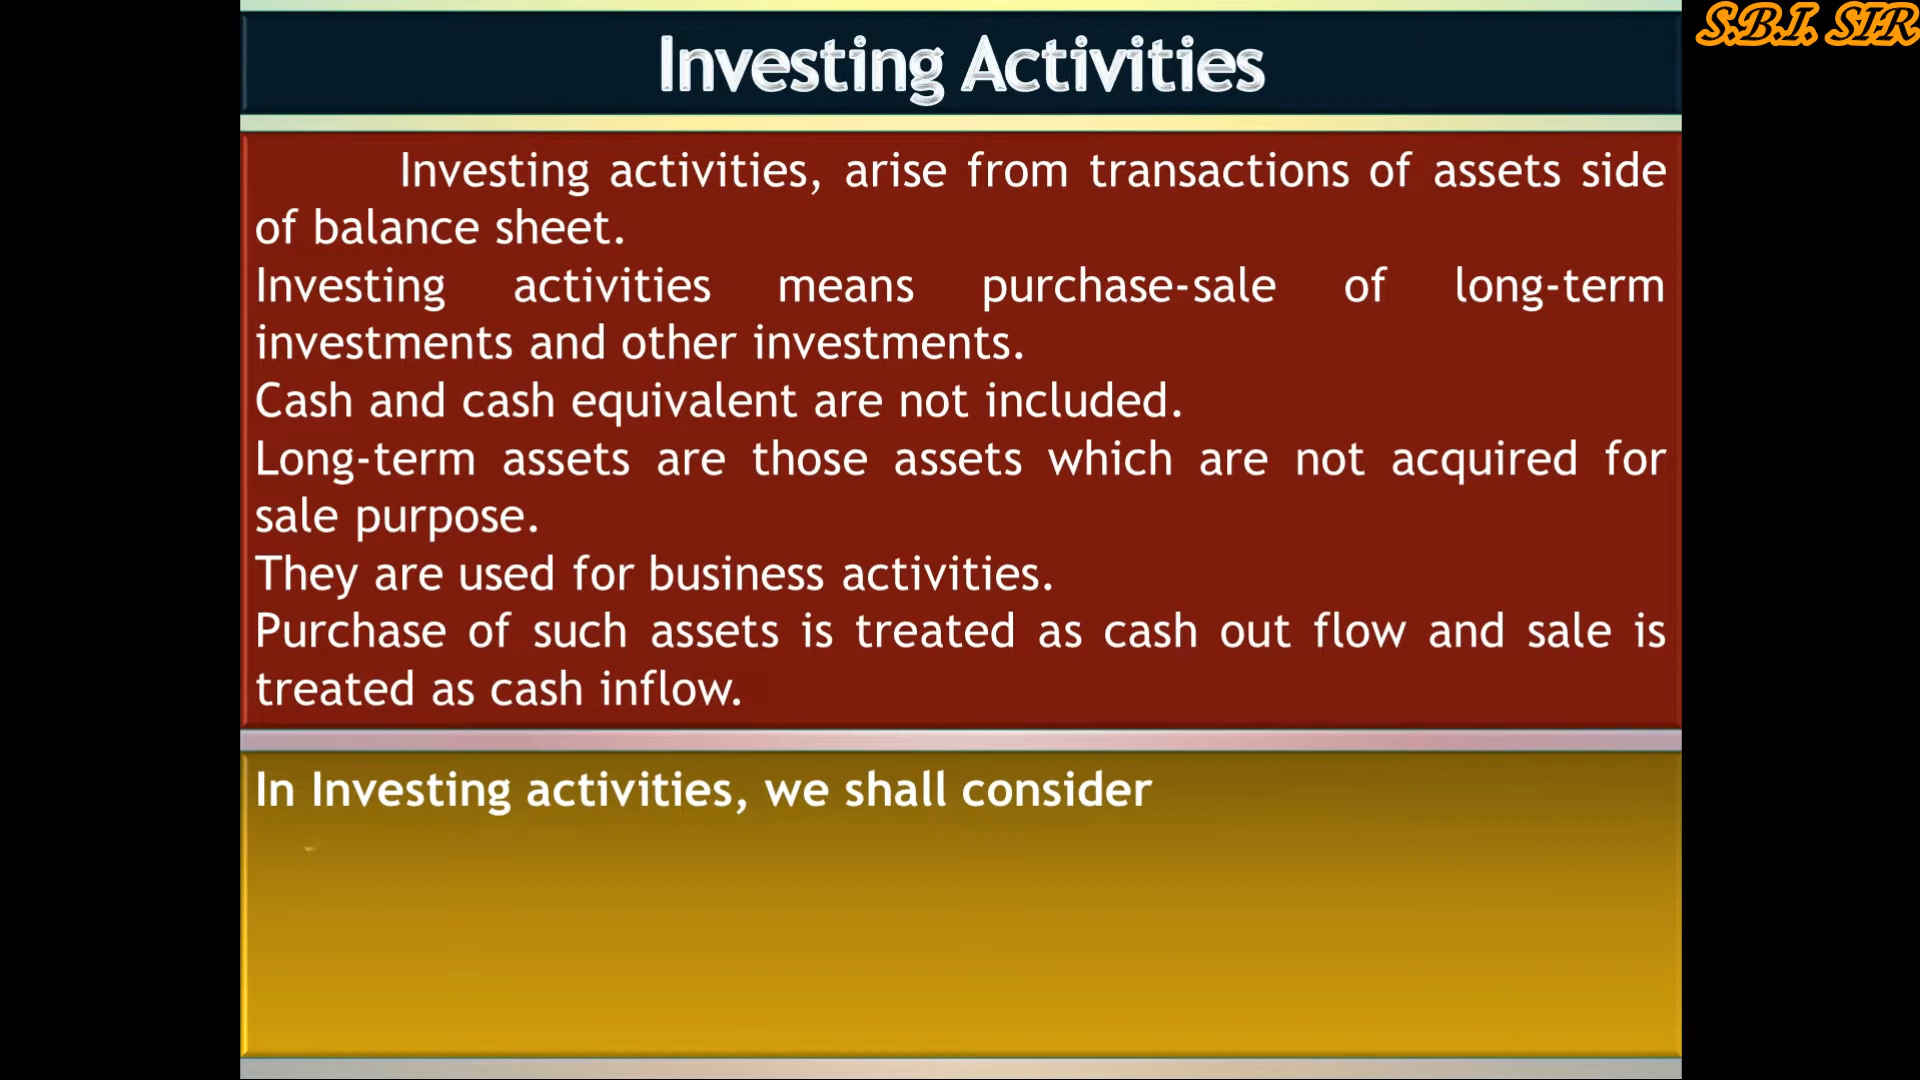 S.B.I. SIR
Investing Activities
Investing activities, arise from transactions of assets side
of balance sheet.
Investing activities means purchase-sale of long-term
investments and other investments.
Cash and cash equivalent are not included.
Long-term assets are those assets which are not acquired for
sale purpose.
They are used for business activities.
Purchase of such assets is treated as cash out flow and sale is
treated as cash inflow.
In Investing activities, we shall consider